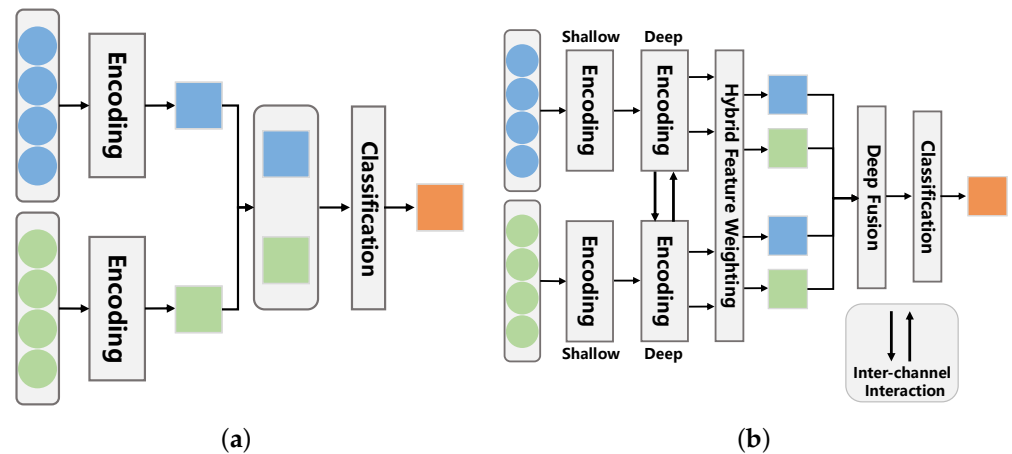 Encoding
Encoding
Classification
(a)
Shallow
Deep
Encoding
Encoding
Encoding
Encoding
Shallow
Deep
Hybrid Feature Weighting
Deep Fusion
Classification
Inter-channel
Interaction
(b)